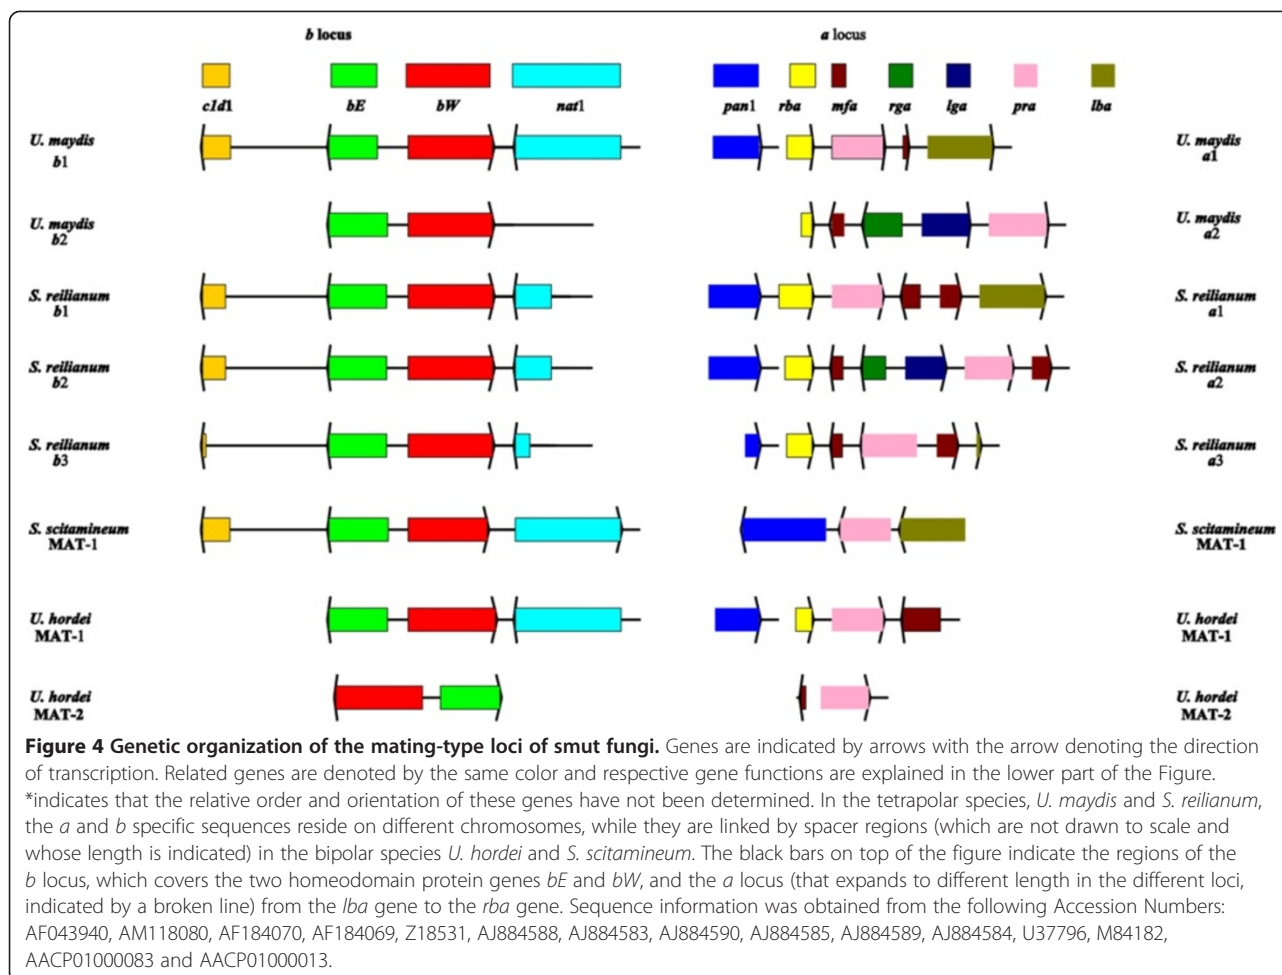 b locus a locus
c1d1 bE bW nat1 pan1 rba mfa rga lga pra lba
U. maydis U. maydis
b1 a1
U. maydis U. maydis
b2 a2
S. reilianum S. reilianum
b1 a1
S. reilianum S. reilianum
b2 a2
S. reilianum S. reilianum
b3 a3
S. scitamineum S. scitamineum
MAT-1 MAT-1
U. hordei U. hordei
MAT-1 MAT-1
U. hordei U. hordei
MAT-2 MAT-2
Figure 4 Genetic organization of the mating-type loci of smut fungi. Genes are indicated by arrows with the arrow denoting the direction
of transcription. Related genes are denoted by the same color and respective gene functions are explained in the lower part of the Figure.
*indicates that the relative order and orientation of these genes have not been determined. In the tetrapolar species, U. maydis and S. reilianum,
the a and b specific sequences reside on different chromosomes, while they are linked by spacer regions (which are not drawn to scale and
whose length is indicated) in the bipolar species U. hordei and S. scitamineum. The black bars on top of the figure indicate the regions of the
b locus, which covers the two homeodomain protein genes bE and bW, and the a locus (that expands to different length in the different loci,
indicated by a broken line) from the lba gene to the rba gene. Sequence information was obtained from the following Accession Numbers:
AF043940, AM118080, AF184070, AF184069, Z18531, AJ884588, AJ884583, AJ884590, AJ884585, AJ884589, AJ884584, U37796, M84182,
AACP01000083 and AACP01000013.